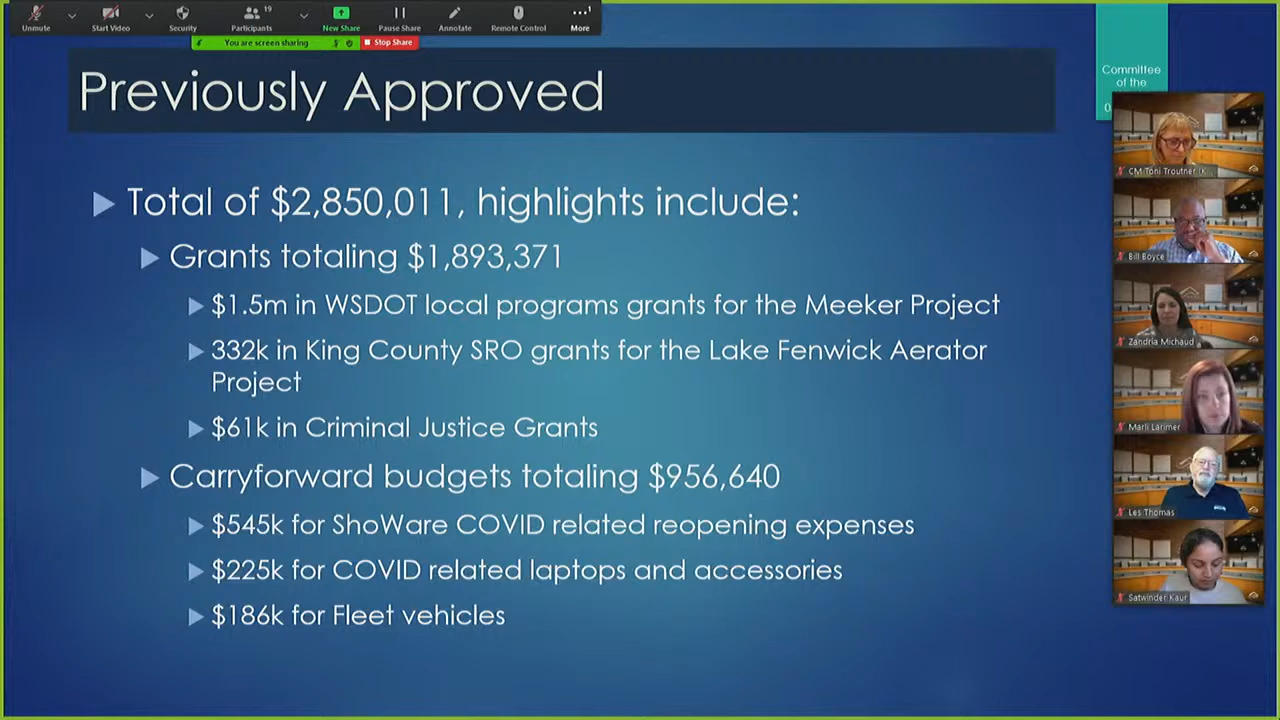 19
1
Unmute
Start Video
Security
Participants
New Share
Pause Share
Annotate
Remote Control
More
You are screen sharing
Stop Share
Previously Approved
Committee
of the
0
Total of $2,850,011, highlights include:
Grants totaling $1,893,371
$1.5m in WSDOT local programs grants for the Meeker Project
332k in King County SRO grants for the Lake Fenwick Aerator
Project
$61k in Criminal Justice Grants
Carryforward budgets totaling $956,640
$545k for ShoWare COVID related reopening expenses
$225k for COVID related laptops and accessories
$186k for Fleet vehicles
CM Toni Troutner (K...
Bill Boyce
Zandria Michaud
Marli Larimer
Les Thomas
Satwinder Kaur